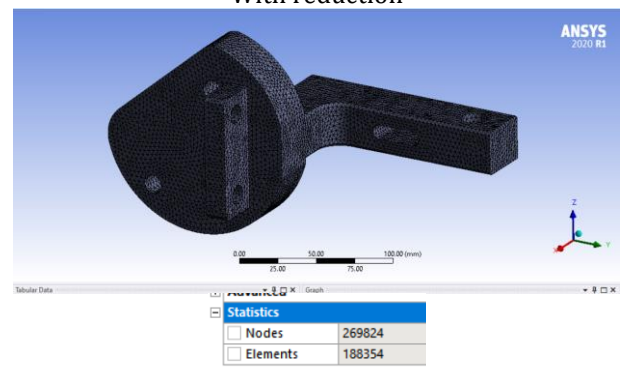 With reduction
ANSYS
2020 R1
Z
Y
X
0.00 50.00 100.00 (mm)
25.00 75.00
Tabular Data Graph
Advanced
Statistics
Nodes 269824
Elements 188354